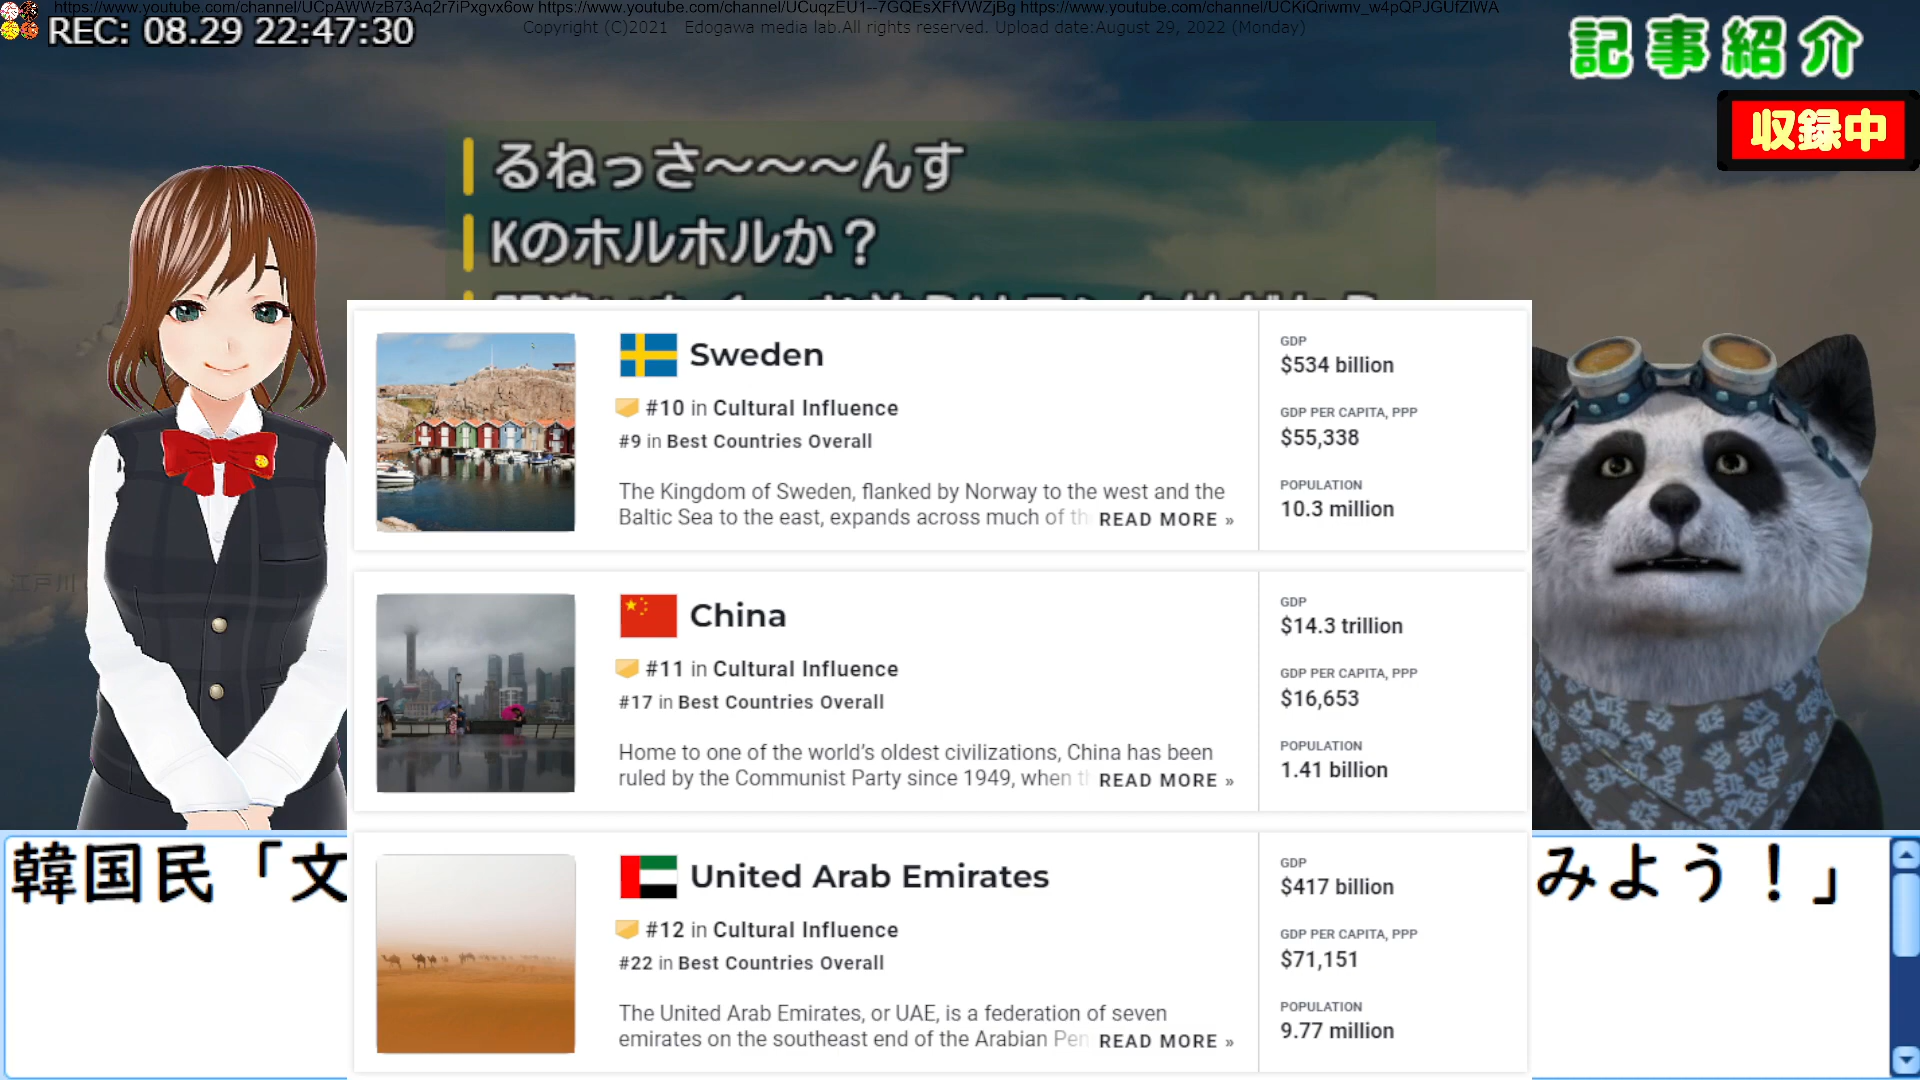 https://www.youtube.com/channel/UCpAWWzB73Aq2r7iPxgvx6ow https://www.youtube.com/channel/UCuqzEU1--7GQEsXFfVWZjBg https://www.youtube.com/channel/UCKiQriwmv_w4pQPJGUfZlWA
Copyright (C)2021 Edogawa media lab.All rights reserved. Upload date:August 29, 2022 (Monday)
REC: 08.29 22:47:30
記事紹介
収録中
るねっさ～～～んす
Kのホルホルか？
Sweden
#10 in Cultural Influence
#9 in Best Countries Overall
The Kingdom of Sweden, flanked by Norway to the west and the
Baltic Sea to the east, expands across much of th READ MORE »
GDP
$534 billion
GDP PER CAPITA, PPP
$55,338
POPULATION
10.3 million
China
#11 in Cultural Influence
#17 in Best Countries Overall
Home to one of the world’s oldest civilizations, China has been
ruled by the Communist Party since 1949, when th READ MORE »
GDP
$14.3 trillion
GDP PER CAPITA, PPP
$16,653
POPULATION
1.41 billion
United Arab Emirates
#12 in Cultural Influence
#22 in Best Countries Overall
The United Arab Emirates, or UAE, is a federation of seven
emirates on the southeast end of the Arabian Pen READ MORE »
GDP
$417 billion
GDP PER CAPITA, PPP
$71,151
POPULATION
9.77 million
江戸川
韓国民「文
みよう！」